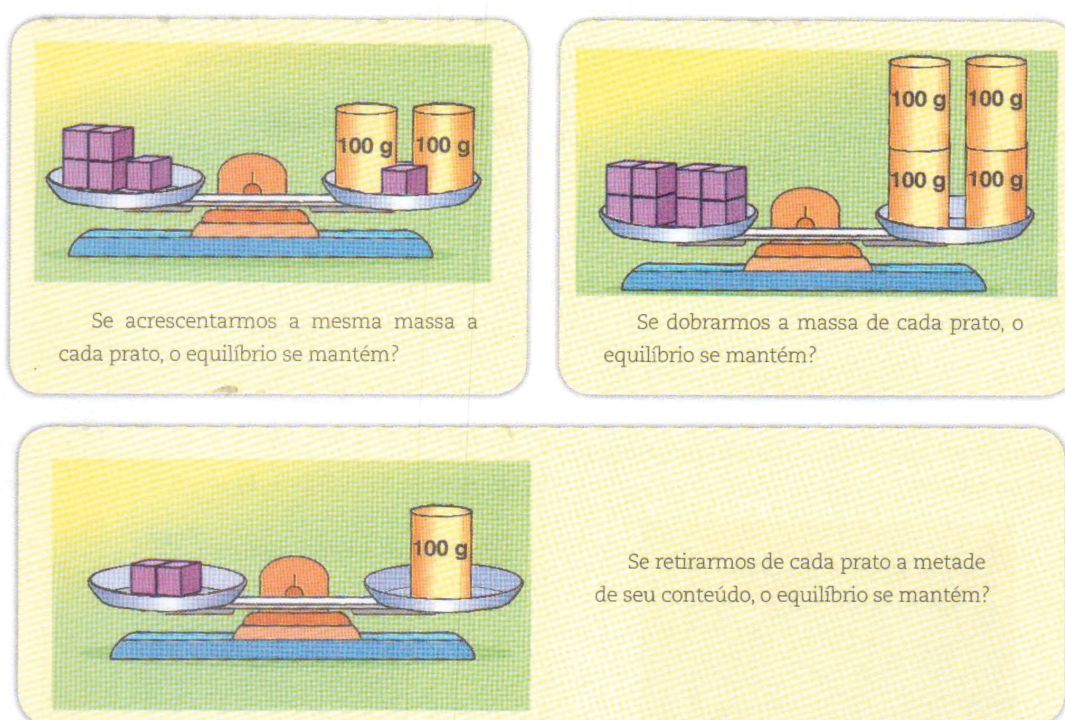 100 g 100 g
Se acrescentarmos a mesma massa a
cada prato, o equilíbrio se mantém?
100 g 100 g
100 g 100 g
Se dobrarmos a massa de cada prato, o
equilíbrio se mantém?
100 g
Se retirarmos de cada prato a metade
de seu conteúdo, o equilíbrio se mantém?